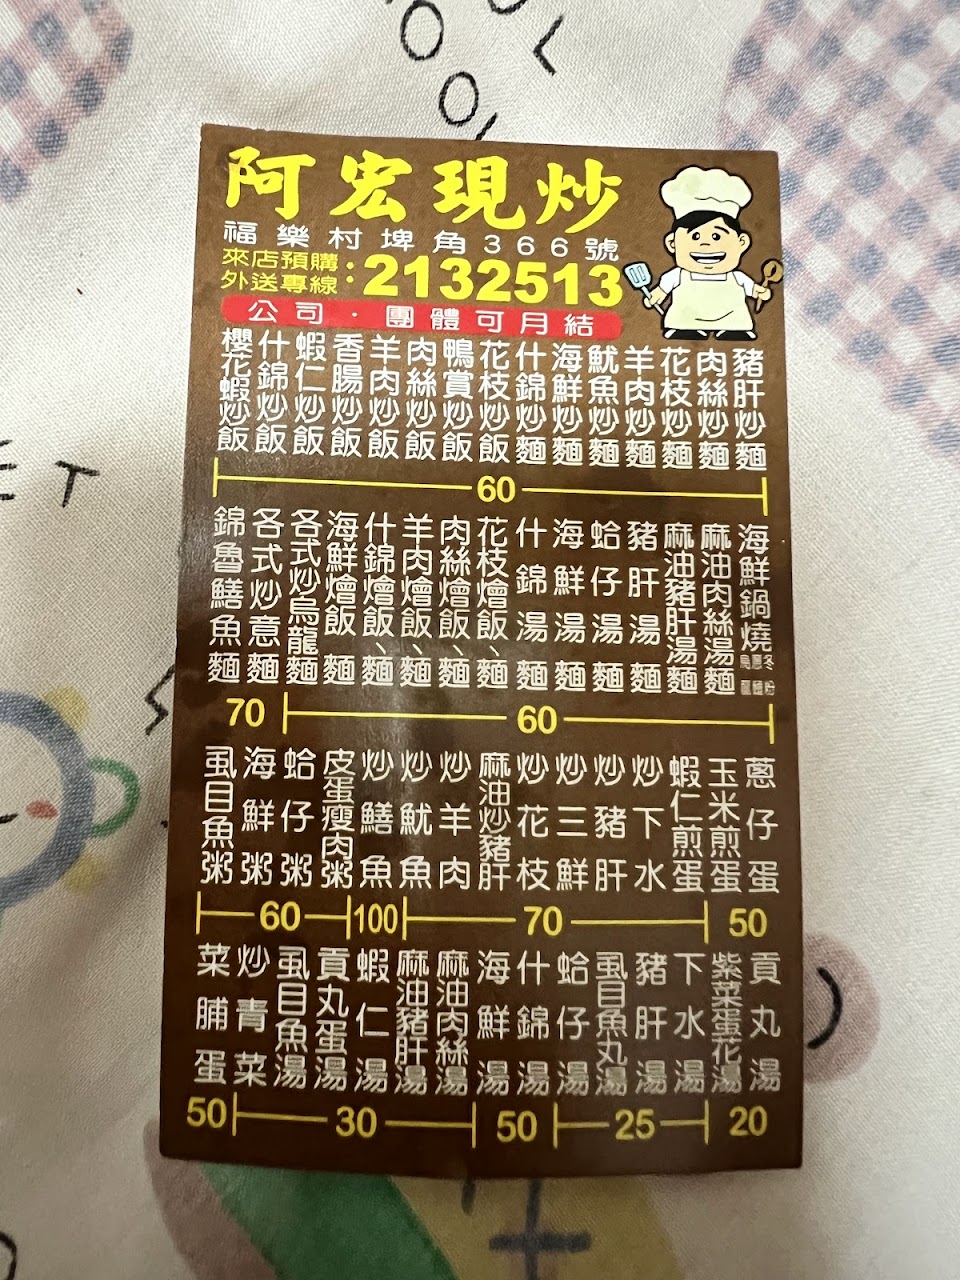 阿宏現炒
福樂村埤角366號
來店預購
外送專線:2132513
公司．團體可月結
櫻花蝦炒飯
什錦炒飯
蝦仁炒飯
香腸炒飯
羊肉炒飯
肉絲炒飯
鴨賞炒飯
花枝炒飯
什錦炒麵
海鮮炒麵
魷魚炒麵
羊肉炒麵
花枝炒麵
肉絲炒麵
豬肝炒麵
60
錦魯鱔魚麵
各式炒意麵
各式炒烏龍麵
海鮮燴飯麵
什錦燴飯、麵
羊肉燴飯、麵
肉絲燴飯、麵
花枝燴飯、麵
什錦湯麵
海鮮湯麵
蛤仔湯麵
豬肝湯麵
麻油豬肝湯麵
麻油肉絲湯麵
海鮮鍋燒烏龍意麵冬粉
70
60
虱目魚粥
海鮮粥
蛤仔粥
皮蛋瘦肉粥
炒鱔魚
炒魷魚
炒羊肉
麻油炒豬肝
炒花枝
炒三鮮
炒豬肝
炒下水
蝦仁煎蛋
玉米煎蛋
蔥仔蛋
60
100
70
50
菜脯蛋
炒青菜
虱目魚湯
貢丸蛋湯
蝦仁湯
麻油豬肝湯
麻油肉絲湯
海鮮湯
什錦湯
蛤仔湯
虱目魚丸湯
豬肝湯
下水湯
紫菜蛋花湯
貢丸湯
50
30
50
25
20